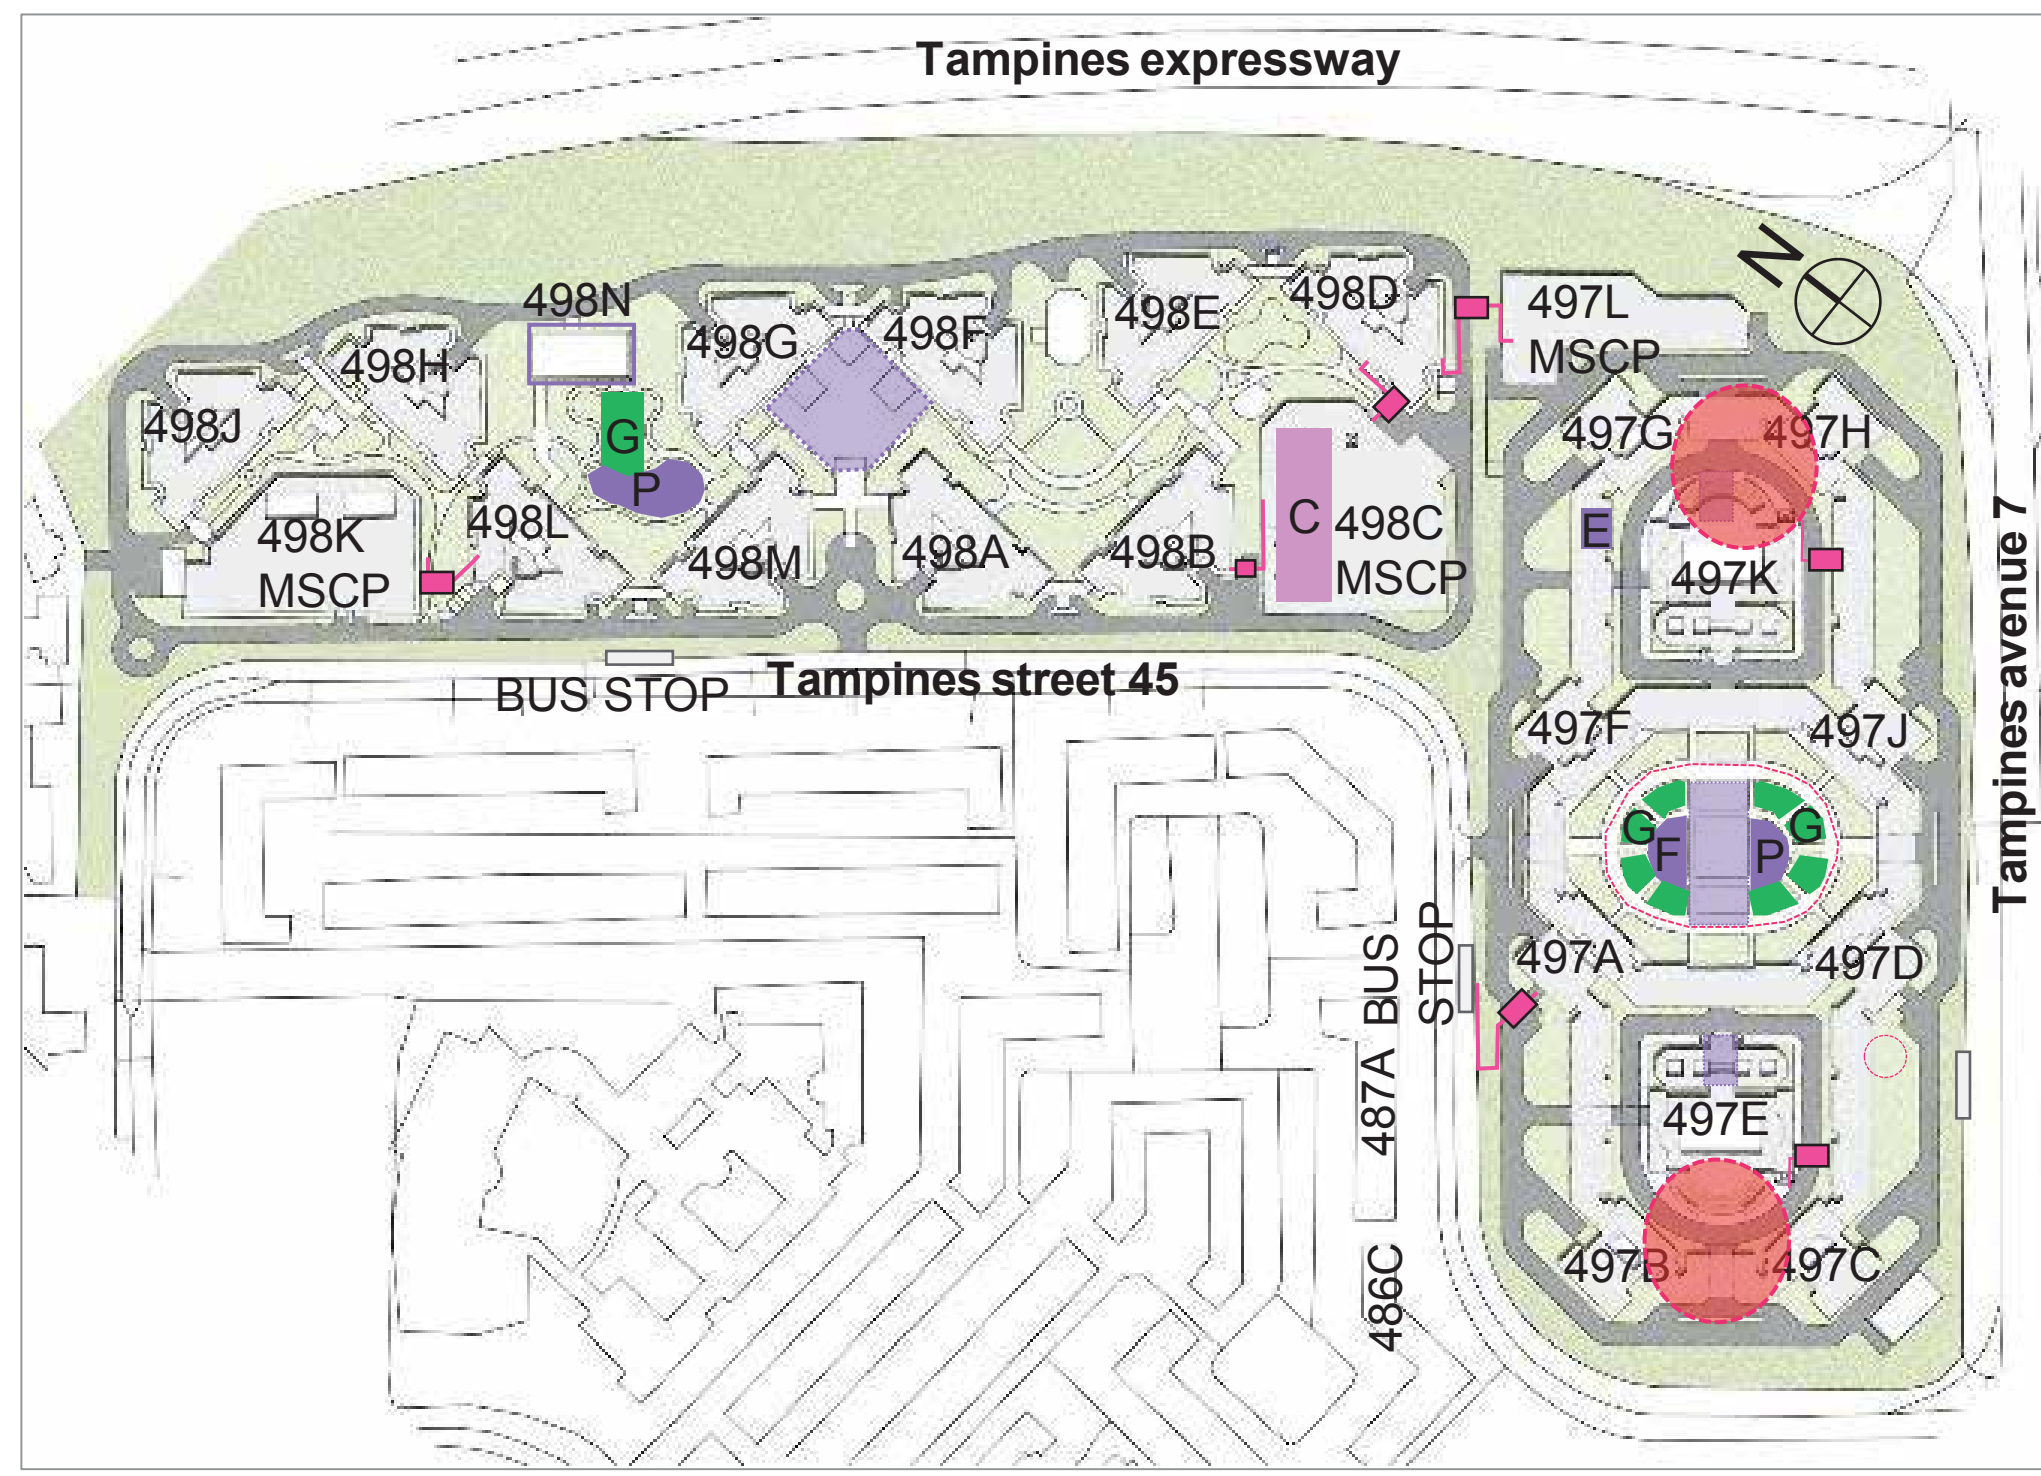 Tampines expressway
N
498N
498G
498F
498E
498D
497L
MSCP
498H
498J
G
P
497G
497H
498K
MSCP
498L
498M
498A
498B
C
498C
MSCP
E
497K
BUS STOP
Tampines street 45
497F
497J
Tampines avenue 7
G
F
P
G
497A
497D
487A BUS
STOP
497E
486C
497B
497C